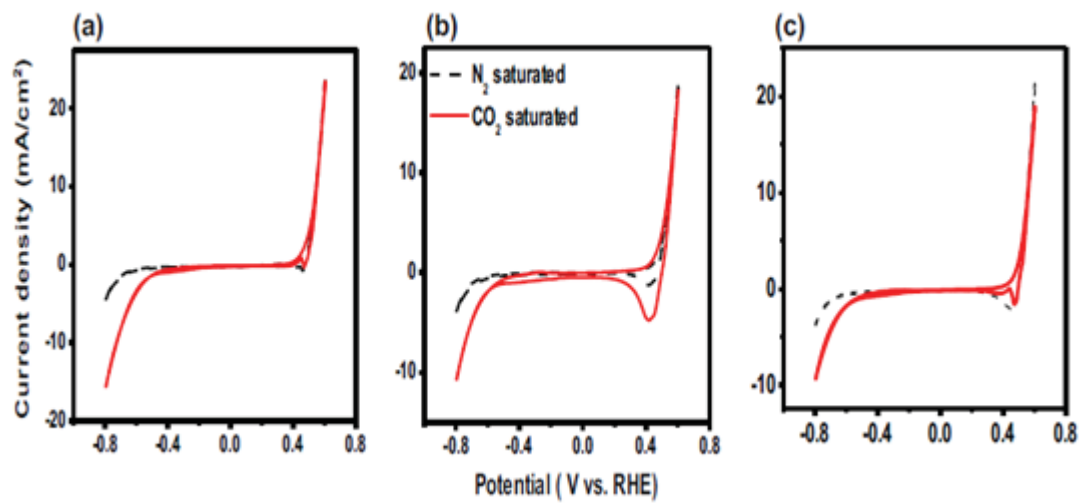 (a)
(b)
(c)
Current density (mA/cm²)
20
10
0
-10
-20
-0.8 -0.4 0.0 0.4 0.8
N₂ saturated
CO₂ saturated
20
10
0
-10
-0.8 -0.4 0.0 0.4 0.8
20
10
0
-10
-0.8 -0.4 0.0 0.4 0.8
Potential ( V vs. RHE)